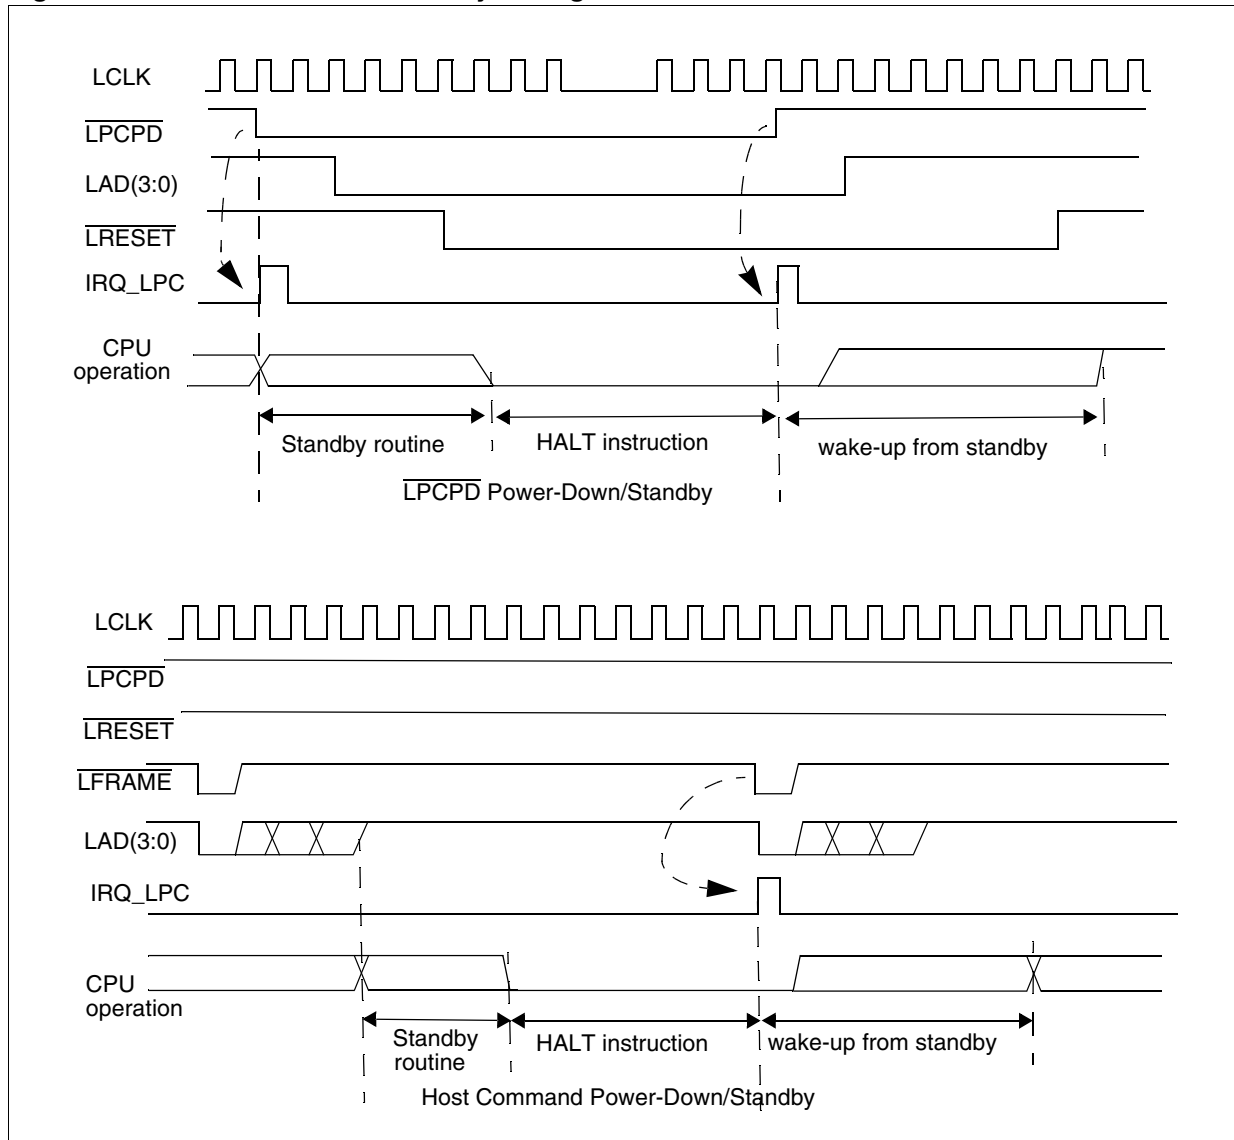 LCLK
LPCPD
LAD(3:0)
LRESET
IRQ_LPC
CPU
operation
Standby routine
HALT instruction
wake-up from standby
LPCPD Power-Down/Standby
LCLK
LPCPD
LRESET
LFRAME
LAD(3:0)
IRQ_LPC
CPU
operation
Standby
routine
HALT instruction
wake-up from standby
Host Command Power-Down/Standby